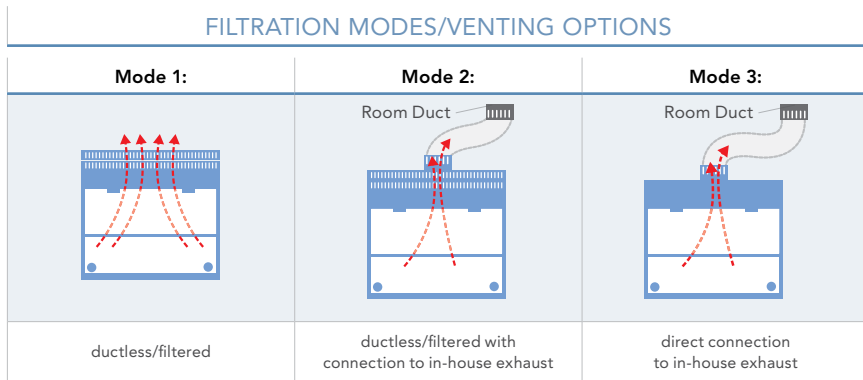 FILTRATION MODES/VENTING OPTIONS
Mode 1:
Mode 2:
Mode 3:
Room Duct
Room Duct
ductless/filtered
ductless/filtered with
connection to in-house exhaust
direct connection
to in-house exhaust